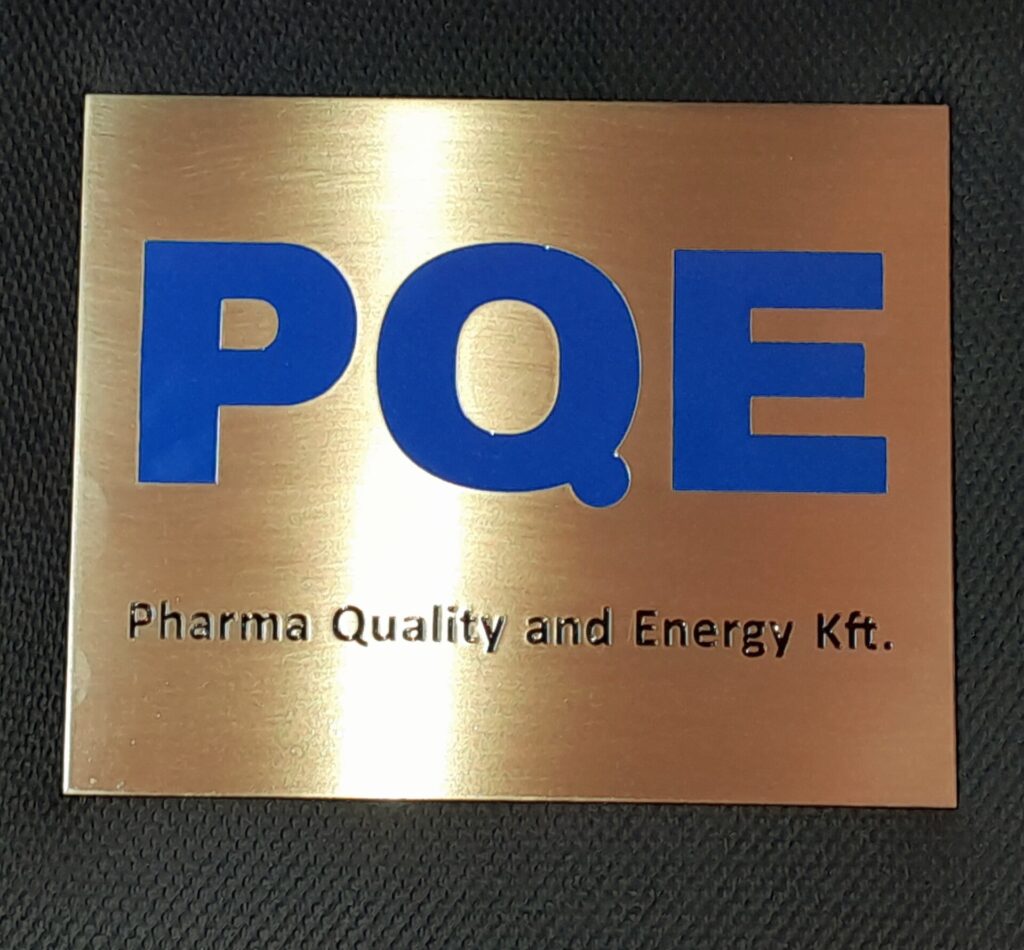 PQE
Pharma Quality and Energy Kft.